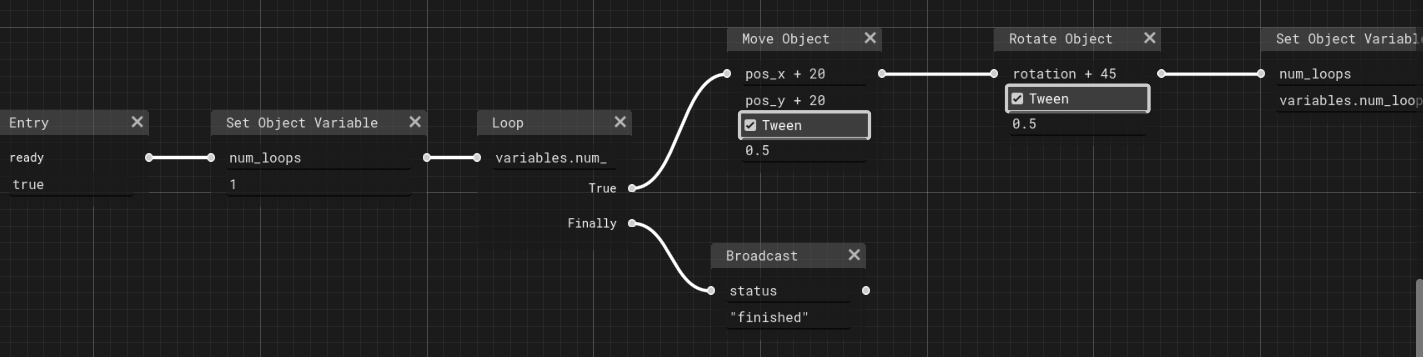 Entry
ready
true
Set Object Variable
num_loops
1
Loop
variables.num_
True
Finally
Move Object
pos_x + 20
pos_y + 20
Tween
0.5
Broadcast
status
"finished"
Rotate Object
rotation + 45
Tween
0.5
Set Object Variabl
num_loops
variables.num_loop